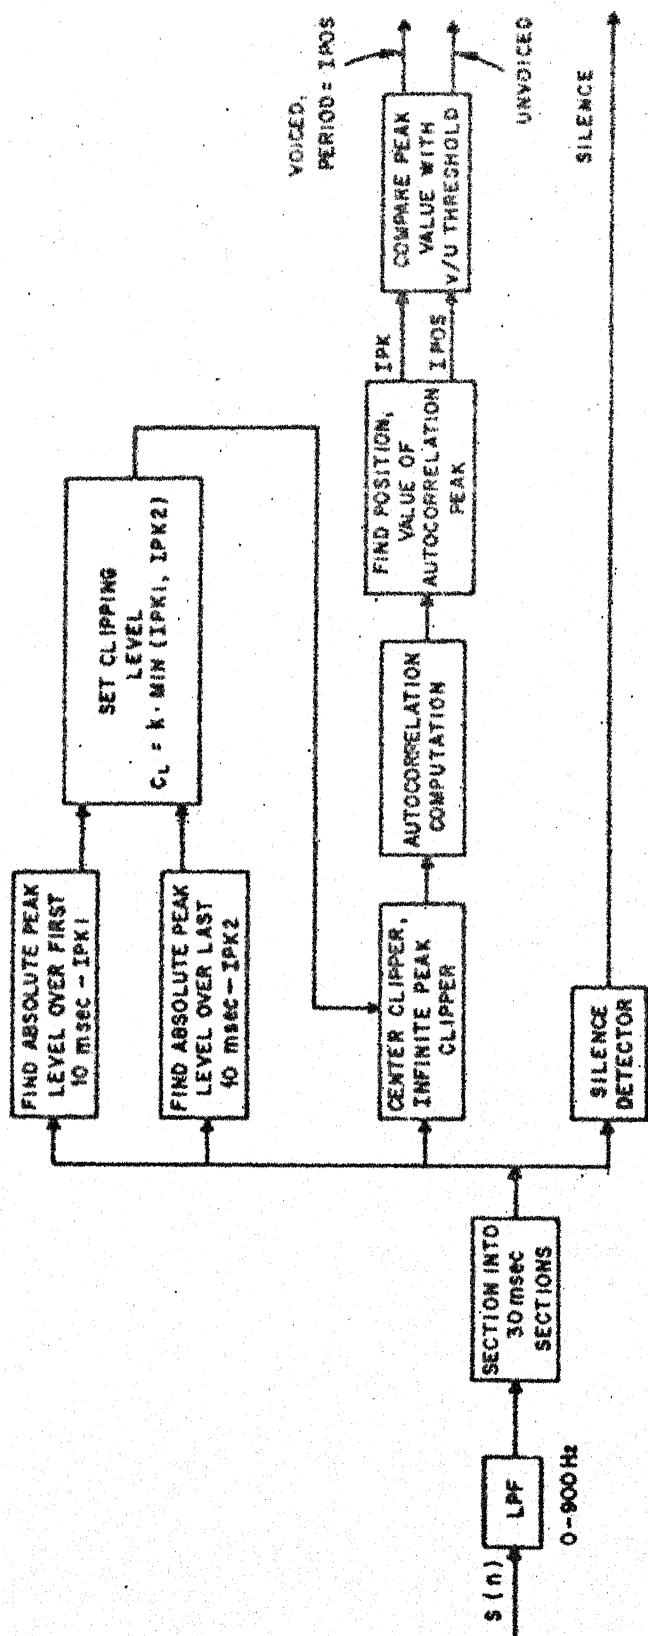 S(n)
LPF
0-900 Hz
SECTION INTO
30 msec
SECTIONS
FIND ABSOLUTE PEAK
LEVEL OVER FIRST
10 msec - IPK1
FIND ABSOLUTE PEAK
LEVEL OVER LAST
10 msec - IPK2
SET CLIPPING
LEVEL
C_L = k · MIN (IPK1, IPK2)
CENTER CLIPPER,
INFINITE PEAK
CLIPPER
AUTOCORRELATION
COMPUTATION
FIND POSITION,
VALUE OF
AUTOCORRELATION
PEAK
IPK
IPOS
COMPARE PEAK
VALUE WITH
V/U THRESHOLD
VOICED,
PERIOD = IPOS
UNVOICED
SILENCE
DETECTOR
SILENCE